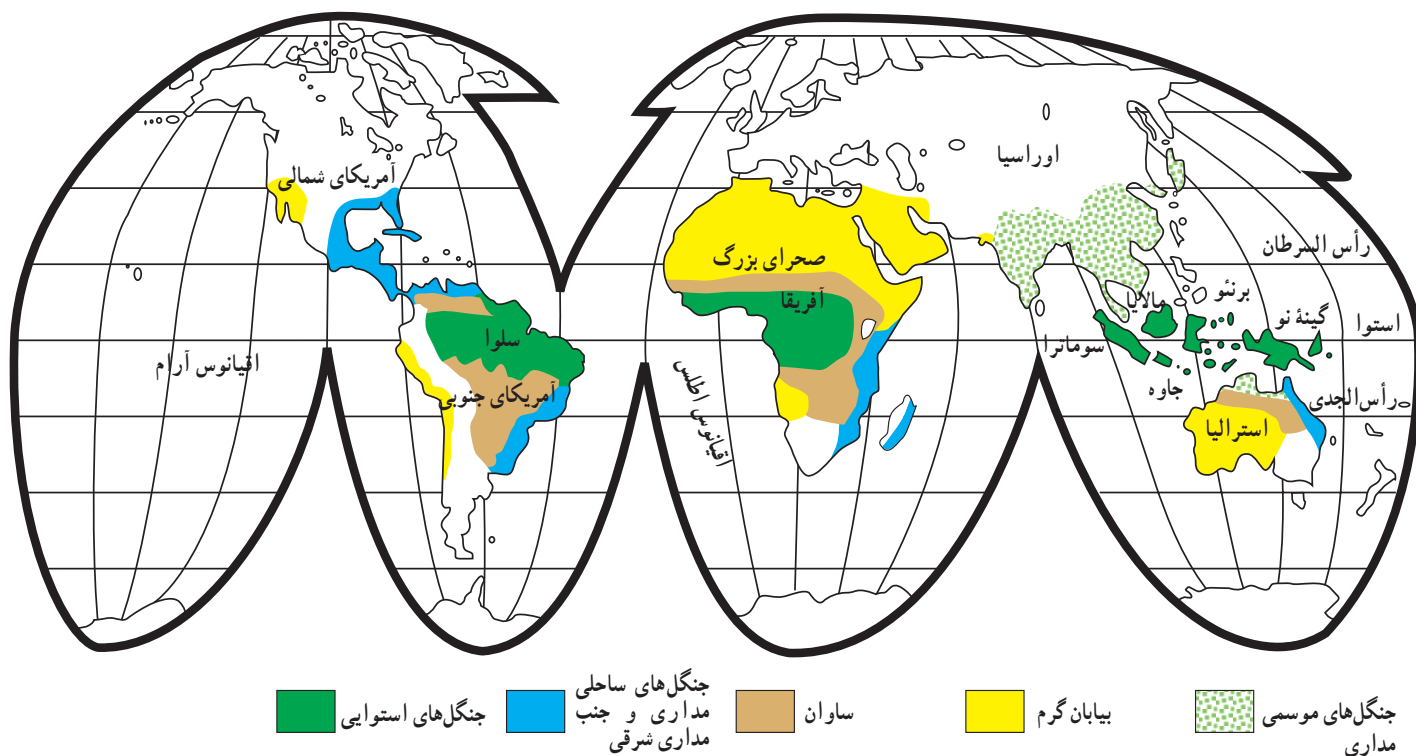 آمریکای شمالی
اوراسیا
صحرای بزرگ
رأس السرطان
آفریقا
مالایا
برنئو
گینهٔ نو
استوا
سلوا
سوماترا
اقیانوس آرام
اقیانوس اطلس
جاوه
آمریکای جنوبی
رأس‌الجدی
استرالیا
جنگل‌های موسمی
مداری
بیابان گرم
ساوان
جنگل‌های ساحلی
مداری و جنب
مداری شرقی
جنگل‌های استوایی